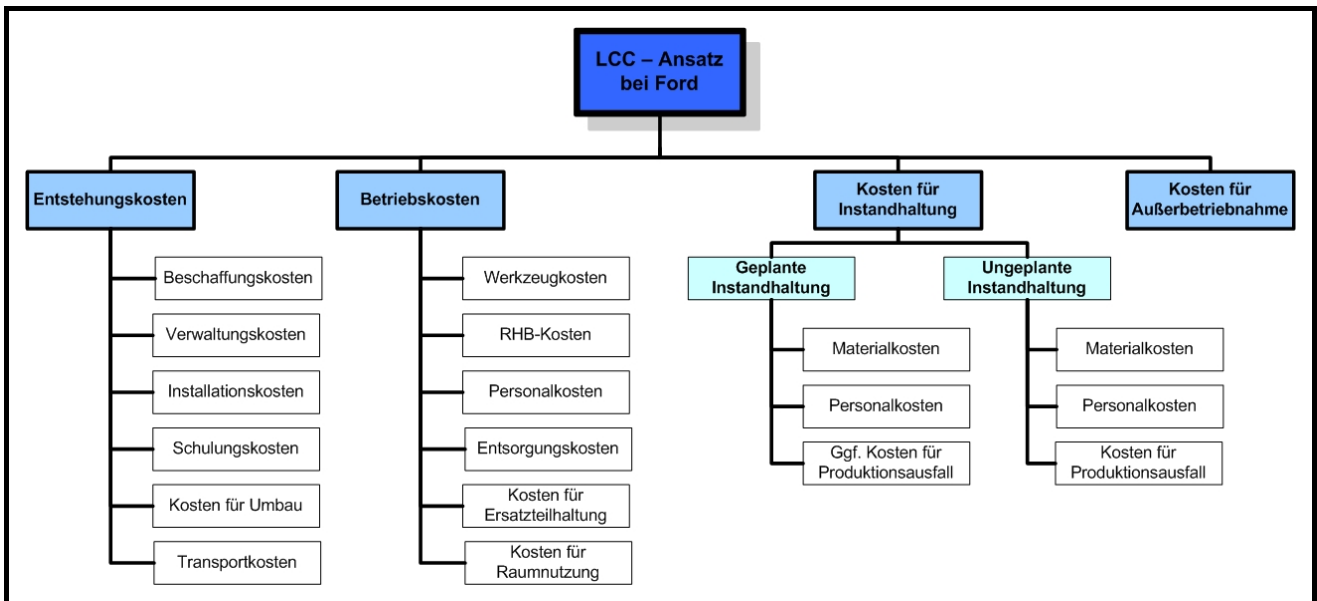 LCC – Ansatz
bei Ford
Entstehungskosten
Beschaffungskosten
Verwaltungskosten
Installationskosten
Schulungskosten
Kosten für Umbau
Transportkosten
Betriebskosten
Werkzeugkosten
RHB-Kosten
Personalkosten
Entsorgungskosten
Kosten für
Ersatzteilhaltung
Kosten für
Raumnutzung
Kosten für
Instandhaltung
Geplante
Instandhaltung
Materialkosten
Personalkosten
Ggf. Kosten für
Produktionsausfall
Ungeplante
Instandhaltung
Materialkosten
Personalkosten
Kosten für
Produktionsausfall
Kosten für
Außerbetriebnahme